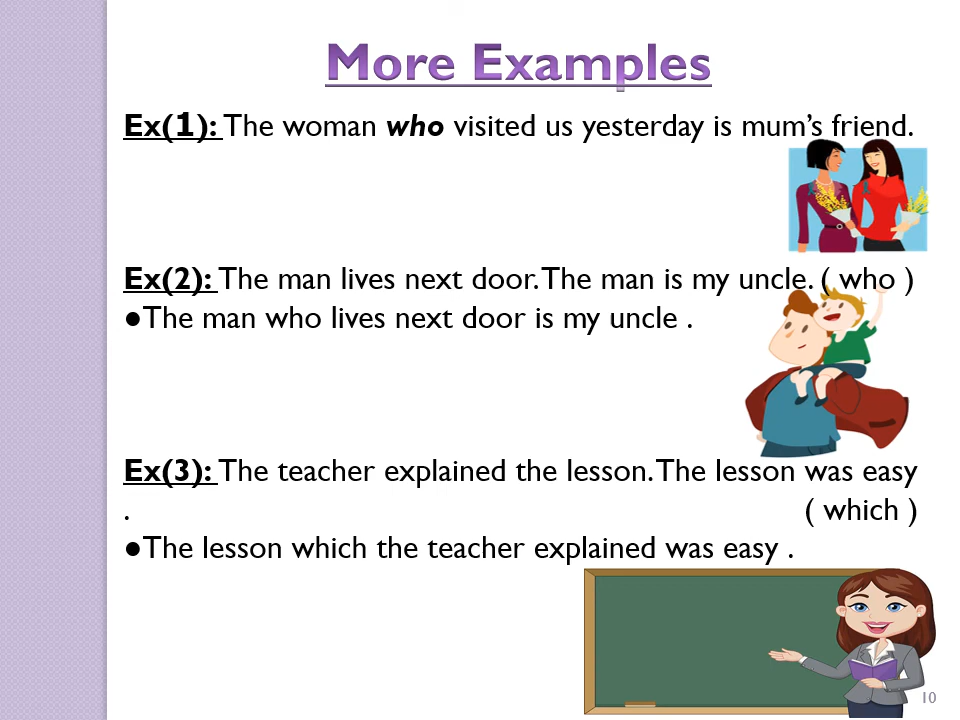 More Examples
Ex(1): The woman who visited us yesterday is mum’s friend.
Ex(2): The man lives next door. The man is my uncle. ( who )
●The man who lives next door is my uncle .
Ex(3): The teacher explained the lesson. The lesson was easy
. ( which )
●The lesson which the teacher explained was easy .
10